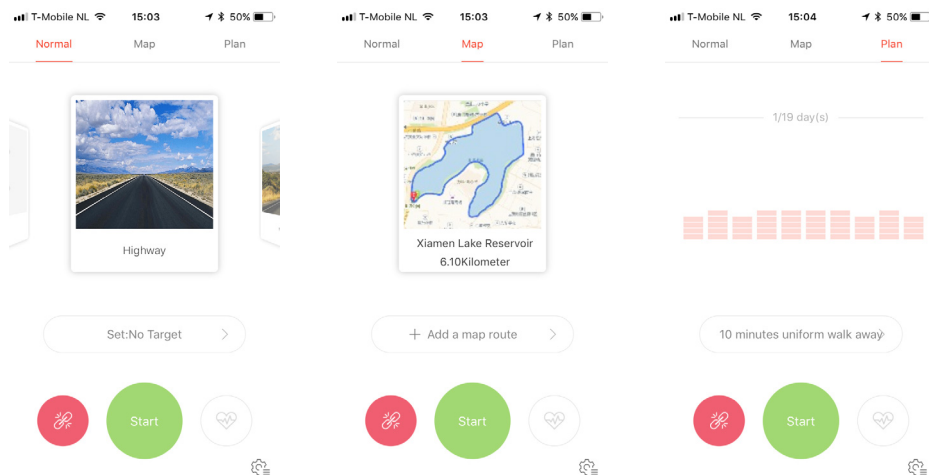 T-Mobile NL 15:03 50%
Normal Map Plan
Highway
Set:No Target
Start
T-Mobile NL 15:03 50%
Normal Map Plan
Xiamen Lake Reservoir
6.10Kilometer
+ Add a map route
Start
T-Mobile NL 15:04 50%
Normal Map Plan
1/19 day(s)
10 minutes uniform walk away
Start